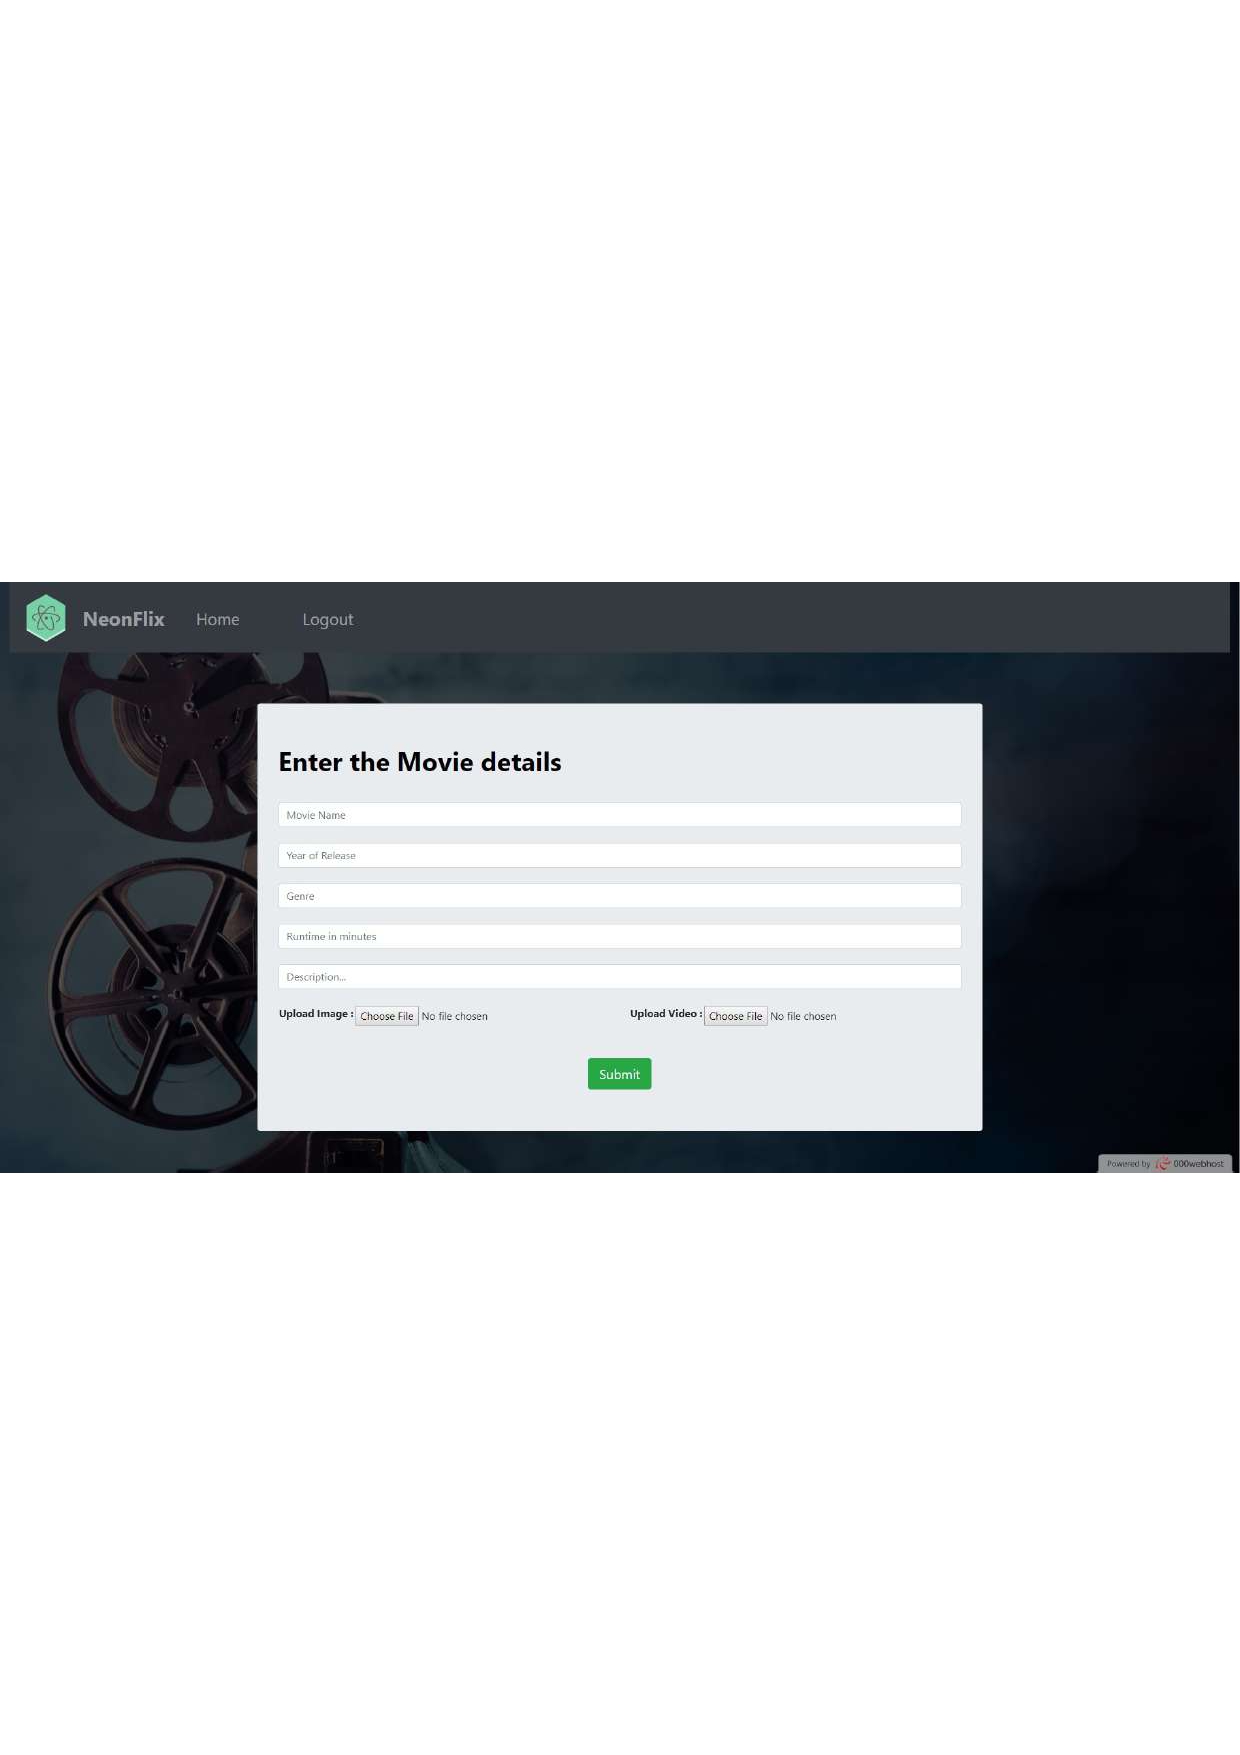 NeonFlix Home Logout
Enter the Movie details
Movie Name
Year of Release
Genre
Runtime in minutes
Description...
Upload Image : Choose File No file chosen Upload Video : Choose File No file chosen
Submit
Powered by 000webhost